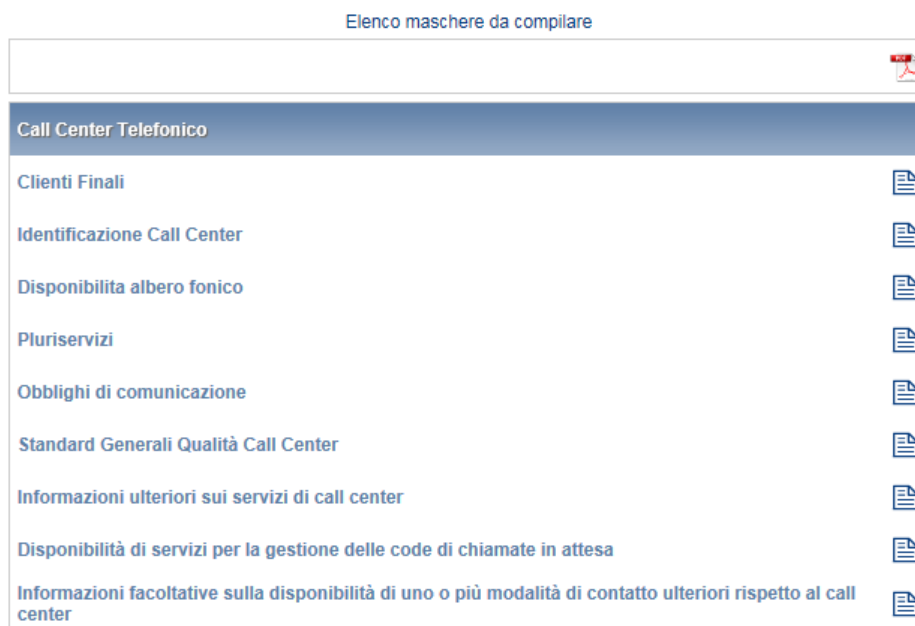 Elenco maschere da compilare
PDF
Call Center Telefonico
Clienti Finali
Identificazione Call Center
Disponibilita albero fonico
Pluriservizi
Obblighi di comunicazione
Standard Generali Qualità Call Center
Informazioni ulteriori sui servizi di call center
Disponibilità di servizi per la gestione delle code di chiamate in attesa
Informazioni facoltative sulla disponibilità di uno o più modalità di contatto ulteriori rispetto al call
center